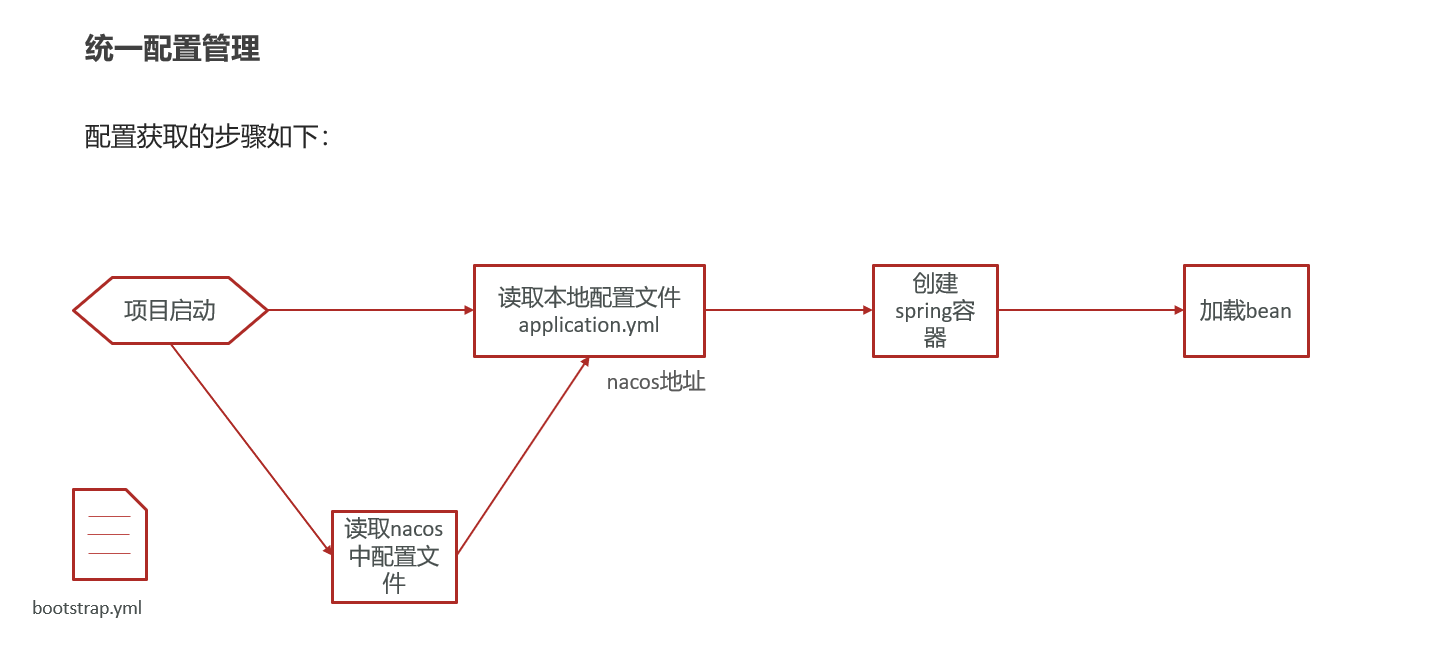 统一配置管理
配置获取的步骤如下：
项目启动
读取本地配置文件
application.yml
创建
spring容
器
加载bean
nacos地址
读取nacos
中配置文
件
bootstrap.yml